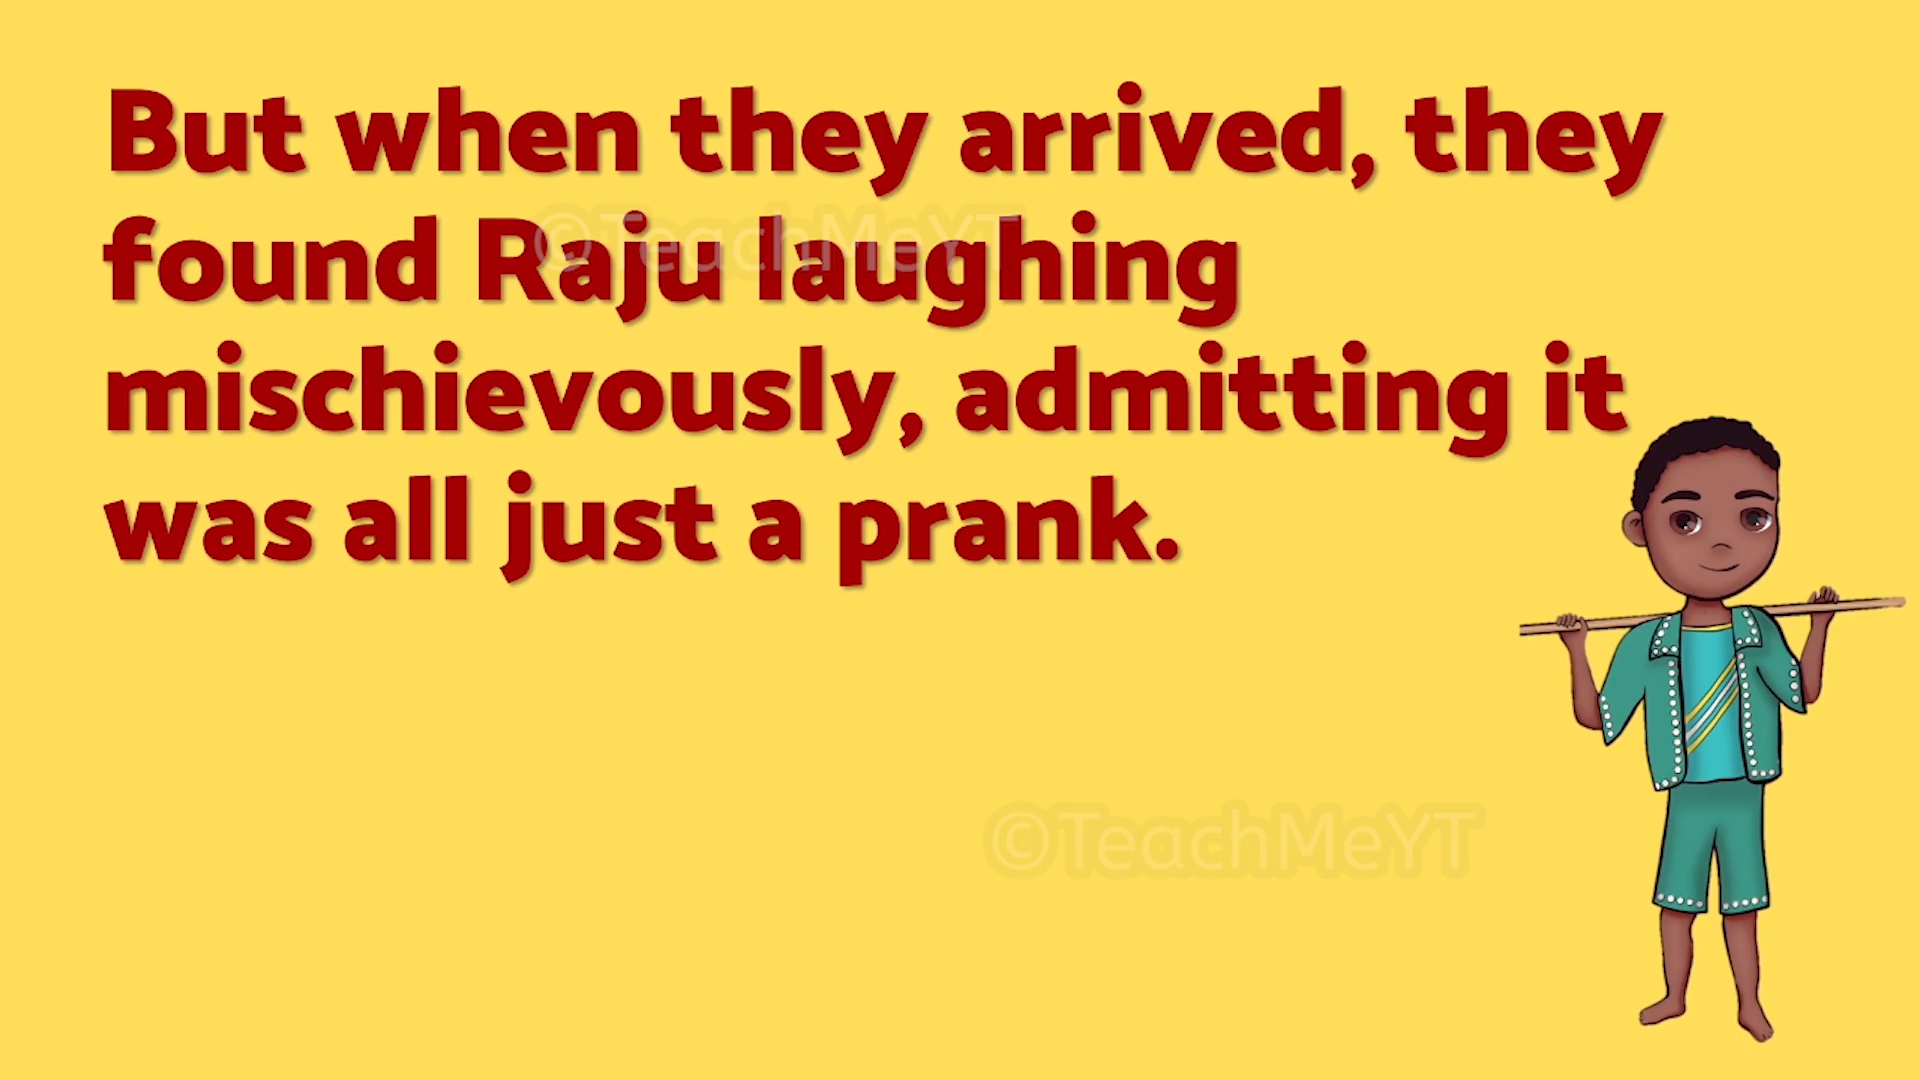 But when they arrived, they
found Raju laughing
mischievously, admitting it
was all just a prank.
©TeachMeYT
©TeachMeYT